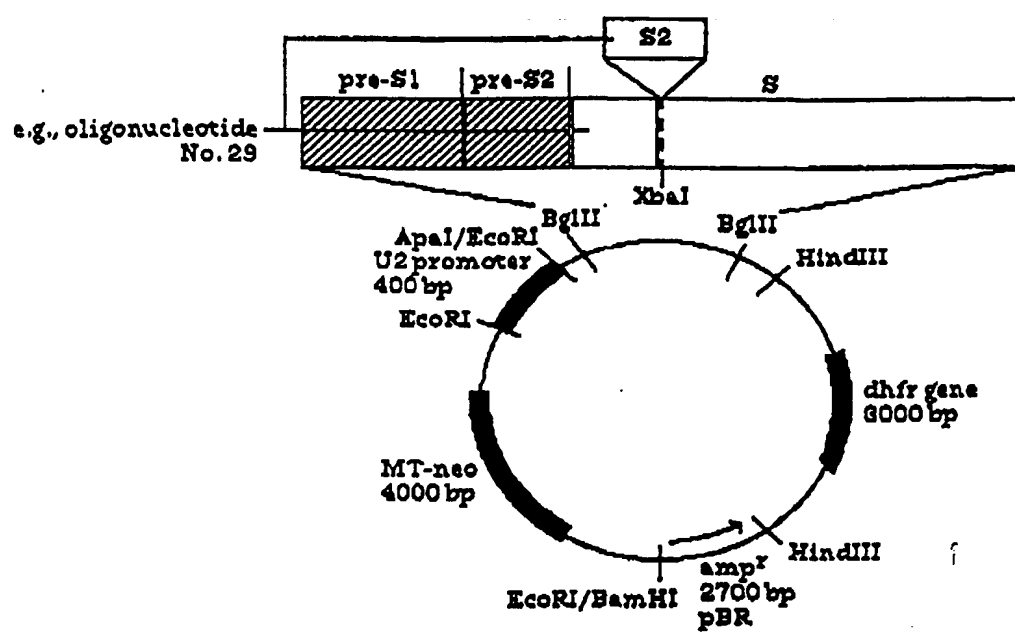 S2
pre-S1
pre-S2
S
e.g., oligonucleotide
No. 29
XbaI
BglII
BglII
ApaI/EcoRI
U2 promoter
400 bp
HindIII
EcoRI
dhfr gene
3000 bp
MT-neo
4000 bp
HindIII
EcoRI/BamHI
ampr
2700 bp
pBR